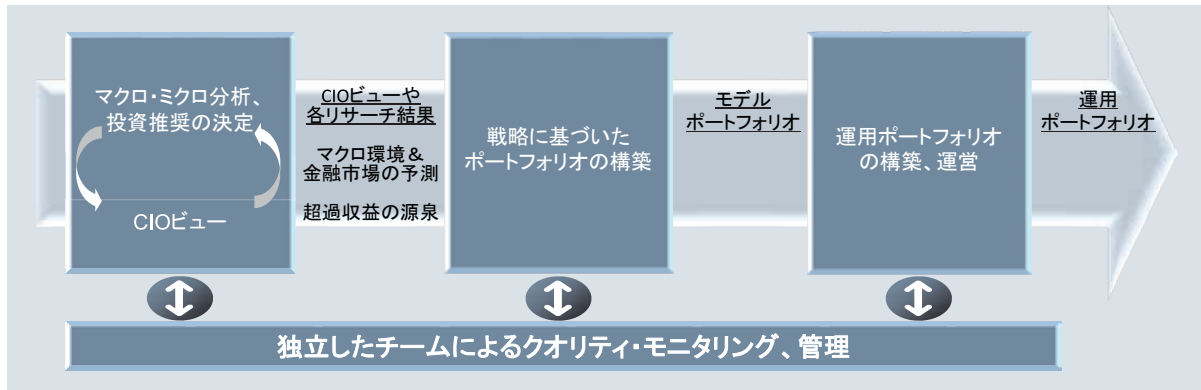 マクロ・ミクロ分析、
投資推奨の決定
CIOビュー
CIOビューや
各リサーチ結果
マクロ環境＆
金融市場の予測
超過収益の源泉
戦略に基づいた
ポートフォリオの構築
モデル
ポートフォリオ
運用ポートフォリオ
の構築、運営
運用
ポートフォリオ
独立したチームによるクオリティ・モニタリング、管理